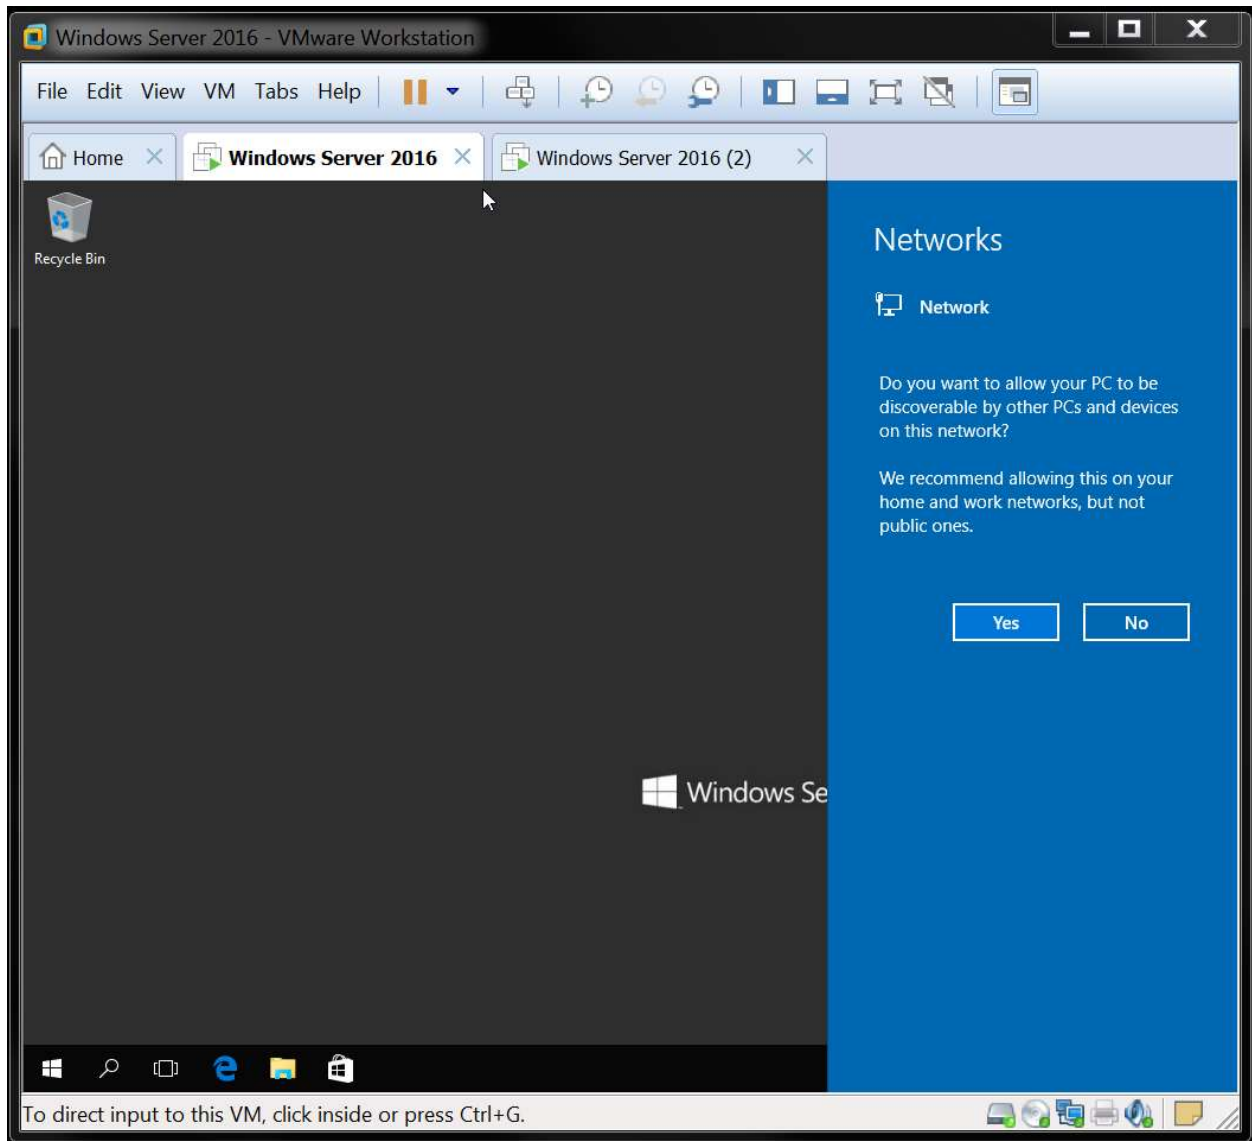 Windows Server 2016 - VMware Workstation
File Edit View VM Tabs Help
Home Windows Server 2016 Windows Server 2016 (2)
Recycle Bin
Networks
Network
Do you want to allow your PC to be
discoverable by other PCs and devices
on this network?
We recommend allowing this on your
home and work networks, but not
public ones.
Yes No
Windows Se
To direct input to this VM, click inside or press Ctrl+G.